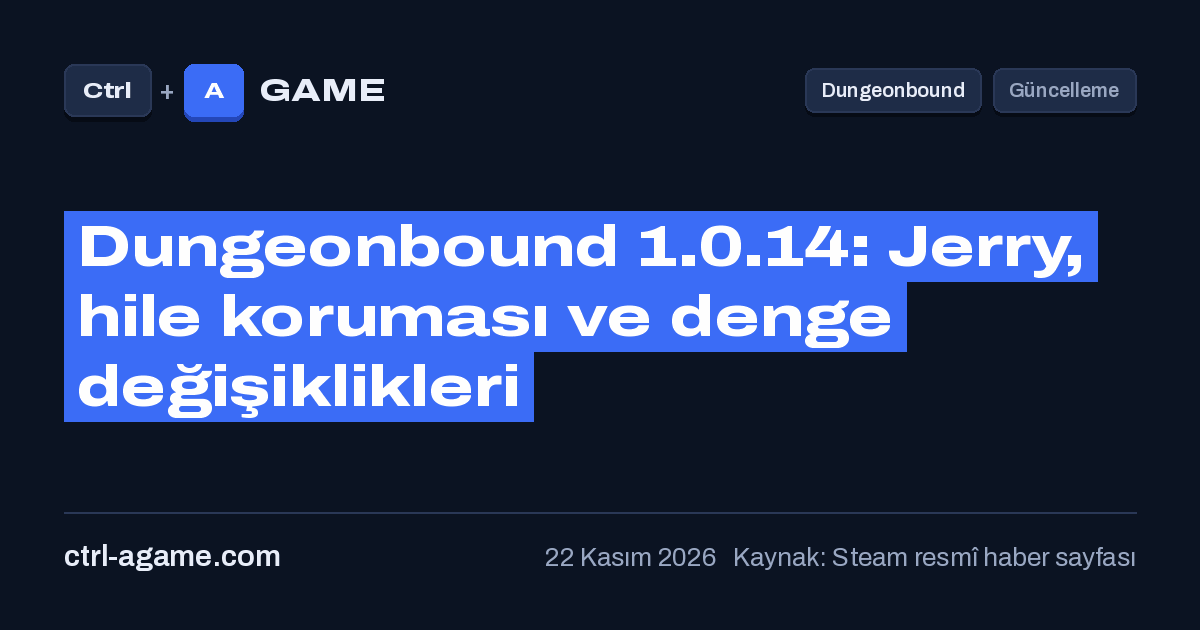 Ctrl + A GAME
Dungeonbound
Güncelleme
Dungeonbound 1.0.14: Jerry,
hile koruması ve denge
değişiklikleri
ctrl-agame.com
22 Kasım 2026 Kaynak: Steam resmî haber sayfası